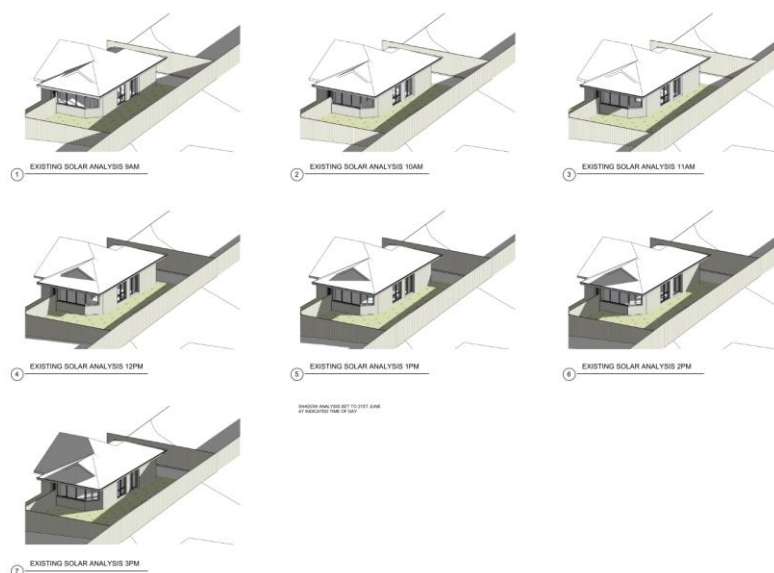 1 EXISTING SOLAR ANALYSIS 9AM
2 EXISTING SOLAR ANALYSIS 10AM
3 EXISTING SOLAR ANALYSIS 11AM
4 EXISTING SOLAR ANALYSIS 12PM
5 EXISTING SOLAR ANALYSIS 1PM
6 EXISTING SOLAR ANALYSIS 2PM
SHADOW ANALYSIS SET TO 21ST JUNE
AT INDICATED TIME OF DAY
7 EXISTING SOLAR ANALYSIS 3PM